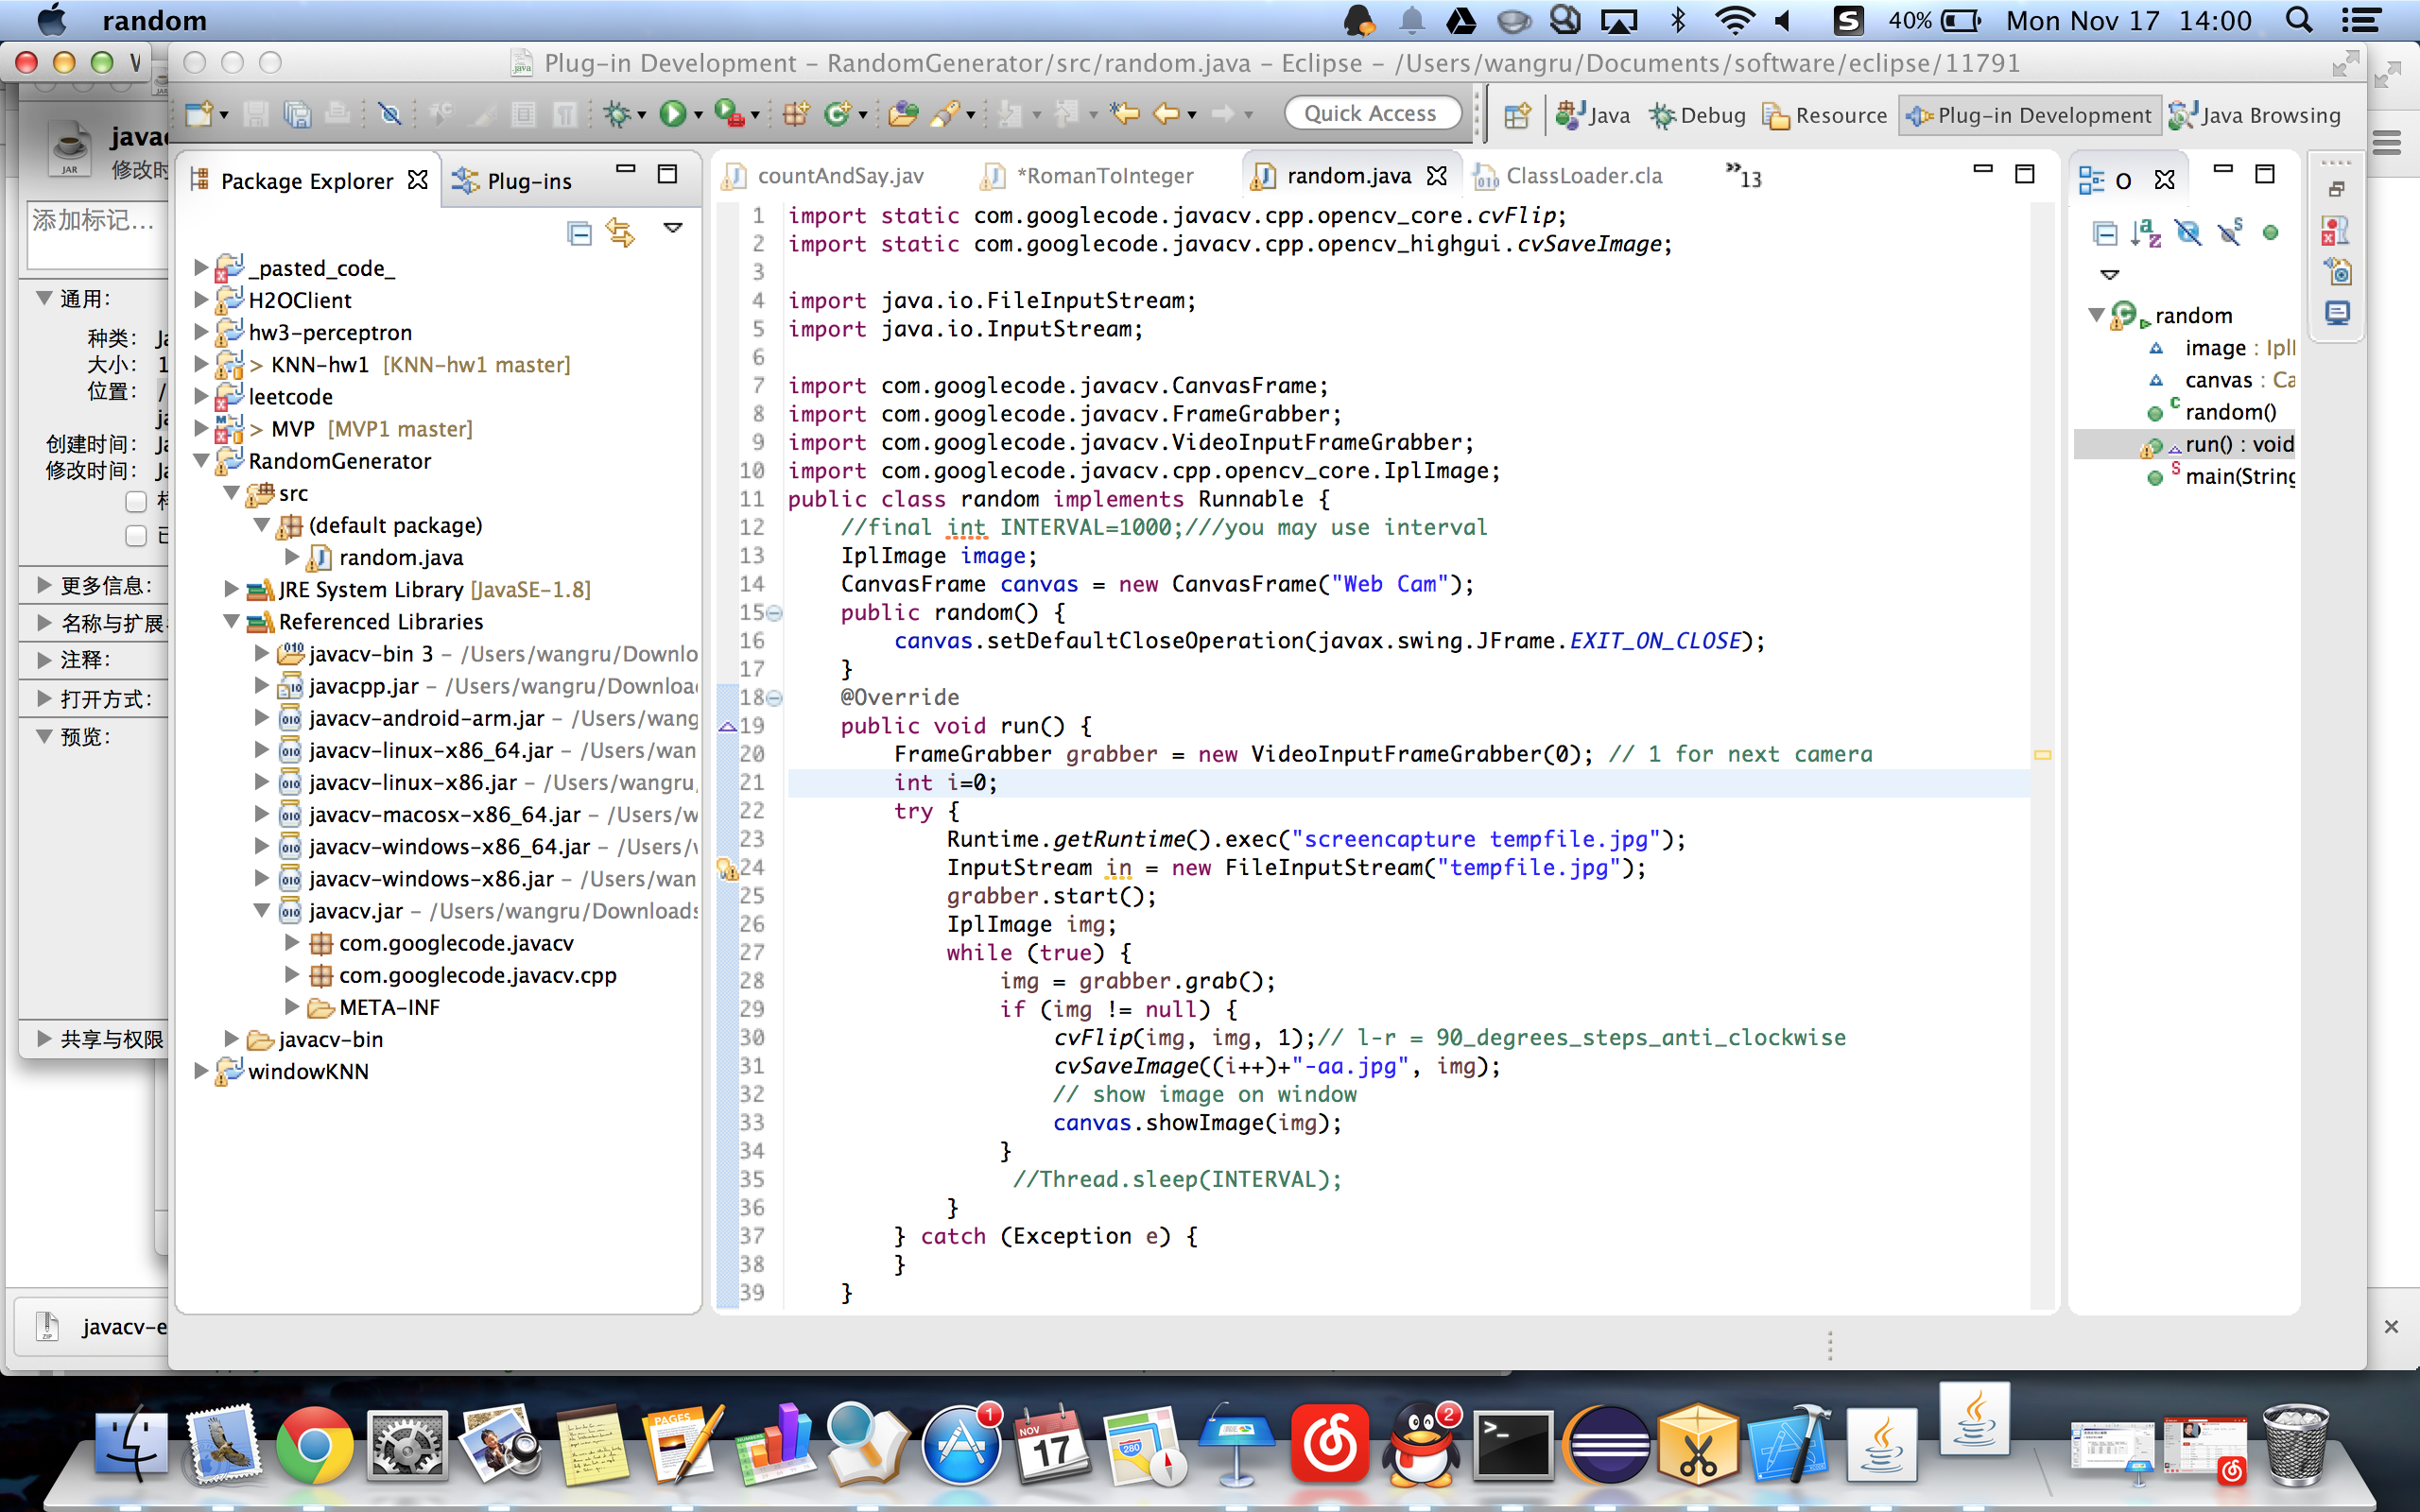 random
40%
Mon Nov 17 14:00
Plug-in Development – RandomGenerator/src/random.java – Eclipse – /Users/wangru/Documents/software/eclipse/11791
Quick Access
Java
Debug
Resource
Plug-in Development
Java Browsing
JAR
添加标记...
通用:
种类:
大小:
位置:
创建时间:
修改时间:
更多信息:
注释:
打开方式:
预览:
共享与权限
Package Explorer
Plug-ins
_pasted_code_
H2OClient
hw3-perceptron
> KNN-hw1 [KNN-hw1 master]
leetcode
> MVP [MVP1 master]
RandomGenerator
src
(default package)
random.java
JRE System Library [JavaSE-1.8]
Referenced Libraries
javacv-bin 3 – /Users/wangru/Downlo
javacpp.jar – /Users/wangru/Downloa
javacv-android-arm.jar – /Users/wang
javacv-linux-x86_64.jar – /Users/wan
javacv-linux-x86.jar – /Users/wangru,
javacv-macosx-x86_64.jar – /Users/w
javacv-windows-x86_64.jar – /Users/
javacv-windows-x86.jar – /Users/wan
javacv.jar – /Users/wangru/Downloads
com.googlecode.javacv
com.googlecode.javacv.cpp
META-INF
javacv-bin
windowKNN
countAndSay.jav
*RomanToInteger
random.java
ClassLoader.cla
»13
1 import static com.googlecode.javacv.cpp.opencv_core.cvFlip;
2 import static com.googlecode.javacv.cpp.opencv_highgui.cvSaveImage;
3
4 import java.io.FileInputStream;
5 import java.io.InputStream;
6
7 import com.googlecode.javacv.CanvasFrame;
8 import com.googlecode.javacv.FrameGrabber;
9 import com.googlecode.javacv.VideoInputFrameGrabber;
10 import com.googlecode.javacv.cpp.opencv_core.IplImage;
11 public class random implements Runnable {
12 //final int INTERVAL=1000;///you may use interval
13 IplImage image;
14 CanvasFrame canvas = new CanvasFrame("Web Cam");
15 public random() {
16 canvas.setDefaultCloseOperation(javax.swing.JFrame.EXIT_ON_CLOSE);
17 }
18 @Override
19 public void run() {
20 FrameGrabber grabber = new VideoInputFrameGrabber(0); // 1 for next camera
21 int i=0;
22 try {
23 Runtime.getRuntime().exec("screencapture tempfile.jpg");
24 InputStream in = new FileInputStream("tempfile.jpg");
25 grabber.start();
26 IplImage img;
27 while (true) {
28 img = grabber.grab();
29 if (img != null) {
30 cvFlip(img, img, 1);// l-r = 90_degrees_steps_anti_clockwise
31 cvSaveImage((i++)+"-aa.jpg", img);
32 // show image on window
33 canvas.showImage(img);
34 }
35 //Thread.sleep(INTERVAL);
36 }
37 } catch (Exception e) {
38 }
39 }
O
random
image : Ipl
canvas : Ca
random()
run() : void
main(String
javacv-e
ZIP
PAGES
NUMBERS
1
NOV
17
280
2